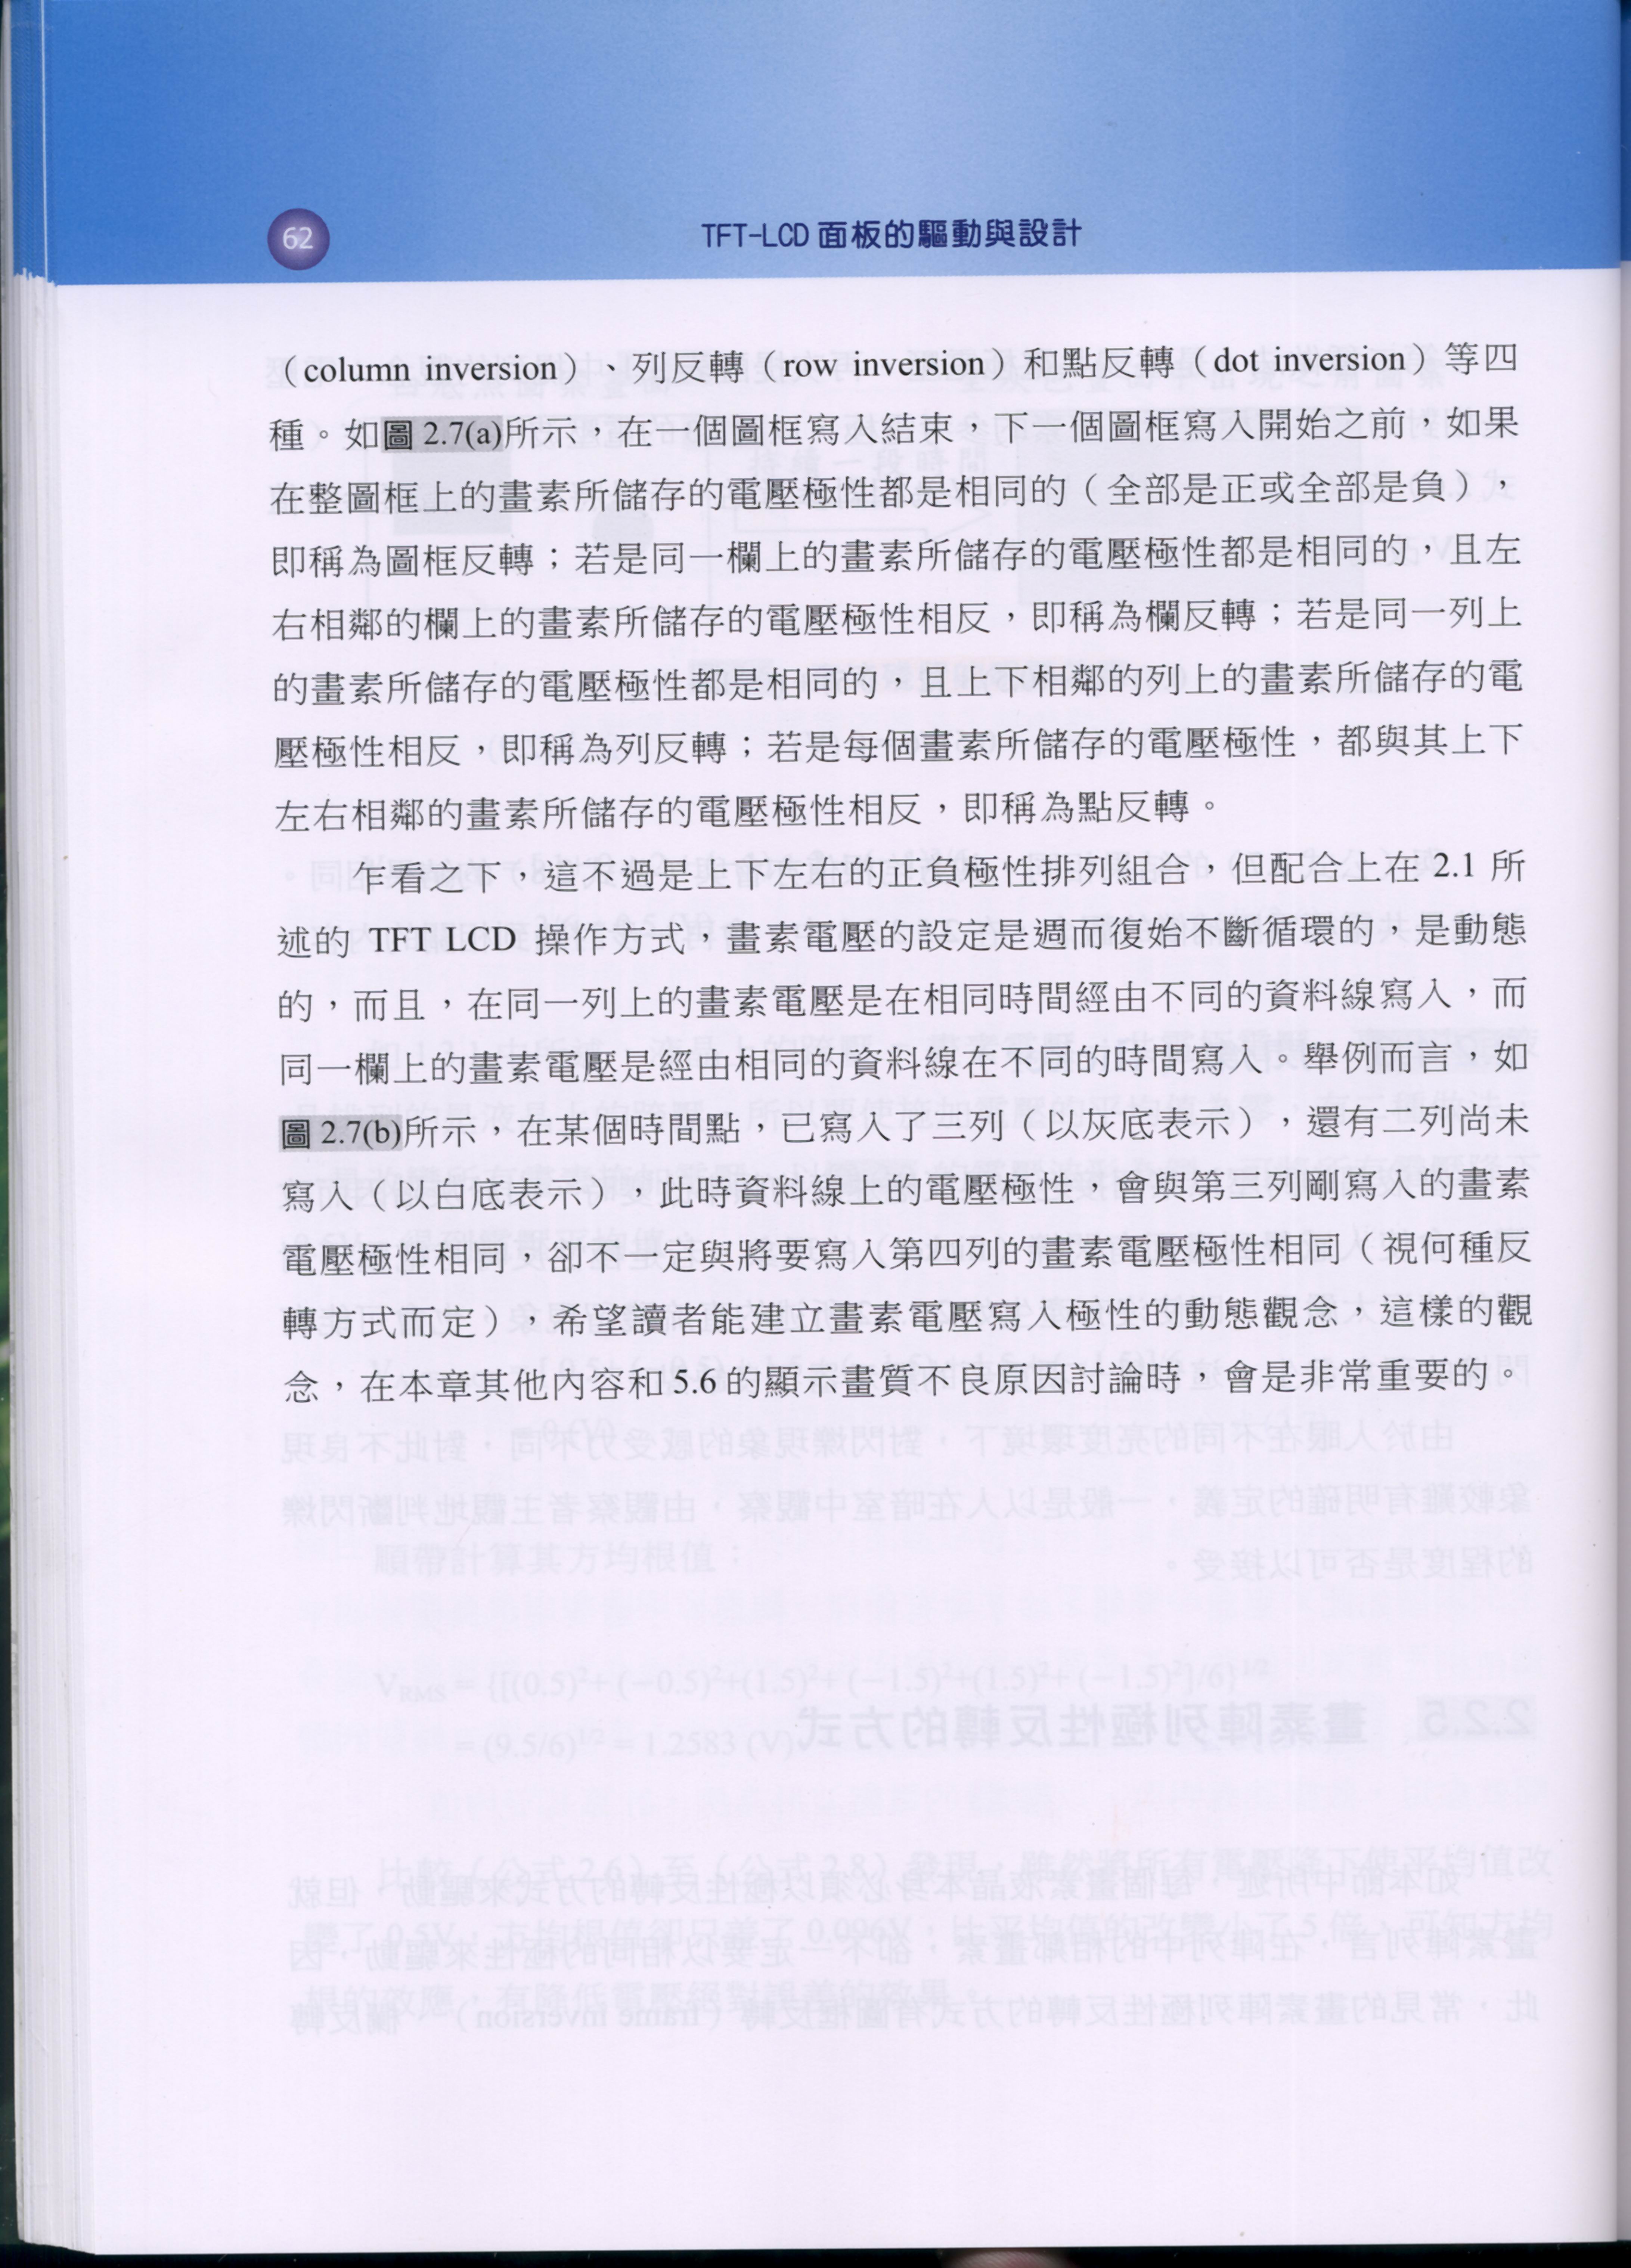 62
TFT-LCD 面板的驅動與設計
（column inversion）、列反轉（row inversion）和點反轉（dot inversion）等四
種。如圖 2.7(a)所示，在一個圖框寫入結束，下一個圖框寫入開始之前，如果
在整圖框上的畫素所儲存的電壓極性都是相同的（全部是正或全部是負），
即稱為圖框反轉；若是同一欄上的畫素所儲存的電壓極性都是相同的，且左
右相鄰的欄上的畫素所儲存的電壓極性相反，即稱為欄反轉；若是同一列上
的畫素所儲存的電壓極性都是相同的，且上下相鄰的列上的畫素所儲存的電
壓極性相反，即稱為列反轉；若是每個畫素所儲存的電壓極性，都與其上下
左右相鄰的畫素所儲存的電壓極性相反，即稱為點反轉。
乍看之下，這不過是上下左右的正負極性排列組合，但配合上在 2.1 所
述的 TFT LCD 操作方式，畫素電壓的設定是週而復始不斷循環的，是動態
的，而且，在同一列上的畫素電壓是在相同時間經由不同的資料線寫入，而
同一欄上的畫素電壓是經由相同的資料線在不同的時間寫入。舉例而言，如
圖 2.7(b)所示，在某個時間點，已寫入了三列（以灰底表示），還有二列尚未
寫入（以白底表示），此時資料線上的電壓極性，會與第三列剛寫入的畫素
電壓極性相同，卻不一定與將要寫入第四列的畫素電壓極性相同（視何種反
轉方式而定），希望讀者能建立畫素電壓寫入極性的動態觀念，這樣的觀
念，在本章其他內容和 5.6 的顯示畫質不良原因討論時，會是非常重要的。